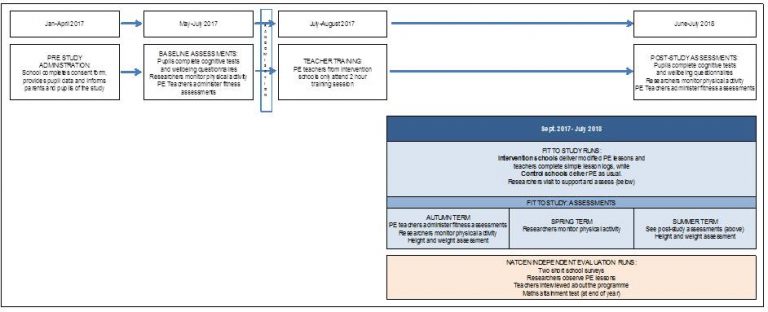 Jan-April 2017
May-July 2017
July-August 2017
June-July 2018
RANDOMISATION
PRE STUDY
ADMINSTRATION:
School completes consent form,
provides pupil data and informs
parents and pupils of the study
BASELINE ASSESSMENTS:
Pupils complete cognitive tests
and wellbeing questionnaires
Researchers monitor physical activity
PE Teachers administer fitness
assessments
TEACHER TRAINING
PE teachers from intervention
schools only attend 2 hour
training session
POST-STUDY ASSESSMENTS:
Pupils complete cognitive tests
and wellbeing questionnaires
Researchers monitor physical activity
PE Teachers administer fitness assessments
Sept. 2017- July 2018
FIT TO STUDY RUNS:
Intervention schools deliver modified PE lessons and
teachers complete simple lesson logs, while
Control schools deliver PE as usual.
Researchers visit to support and assess (below)
FIT TO STUDY: ASSESSMENTS
AUTUMN TERM
PE teachers administer fitness assessments
Researchers monitor physical activity
Height and weight assessment
SPRING TERM
Researchers monitor physical activity
SUMMER TERM
See post-study assessments (above)
Height and weight assessment
NATCEN INDEPENDENT EVALUATION RUNS:
Two short school surveys
Researchers observe PE lessons
Teachers interviewed about the programme
Maths attainment test (at end of year)